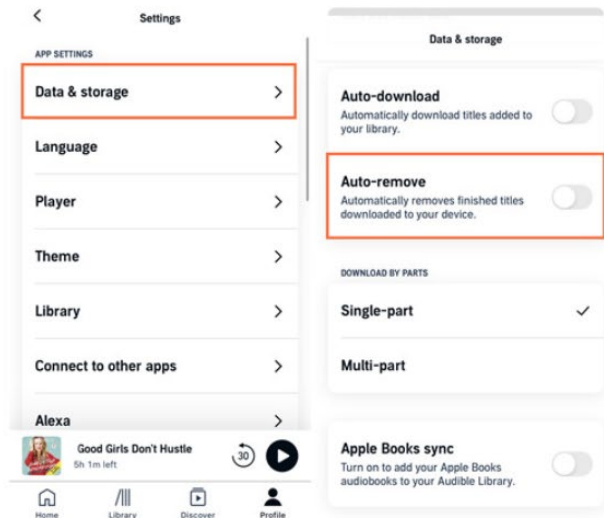 Settings
APP SETTINGS
Data & storage
Language
Player
Theme
Library
Connect to other apps
Alexa
Good Girls Don't Hustle
5h 1m left
30
Home
Library
Discover
Profile
Data & storage
Auto-download
Automatically download titles added to
your library.
Auto-remove
Automatically removes finished titles
downloaded to your device.
DOWNLOAD BY PARTS
Single-part
Multi-part
Apple Books sync
Turn on to add your Apple Books
audiobooks to your Audible Library.